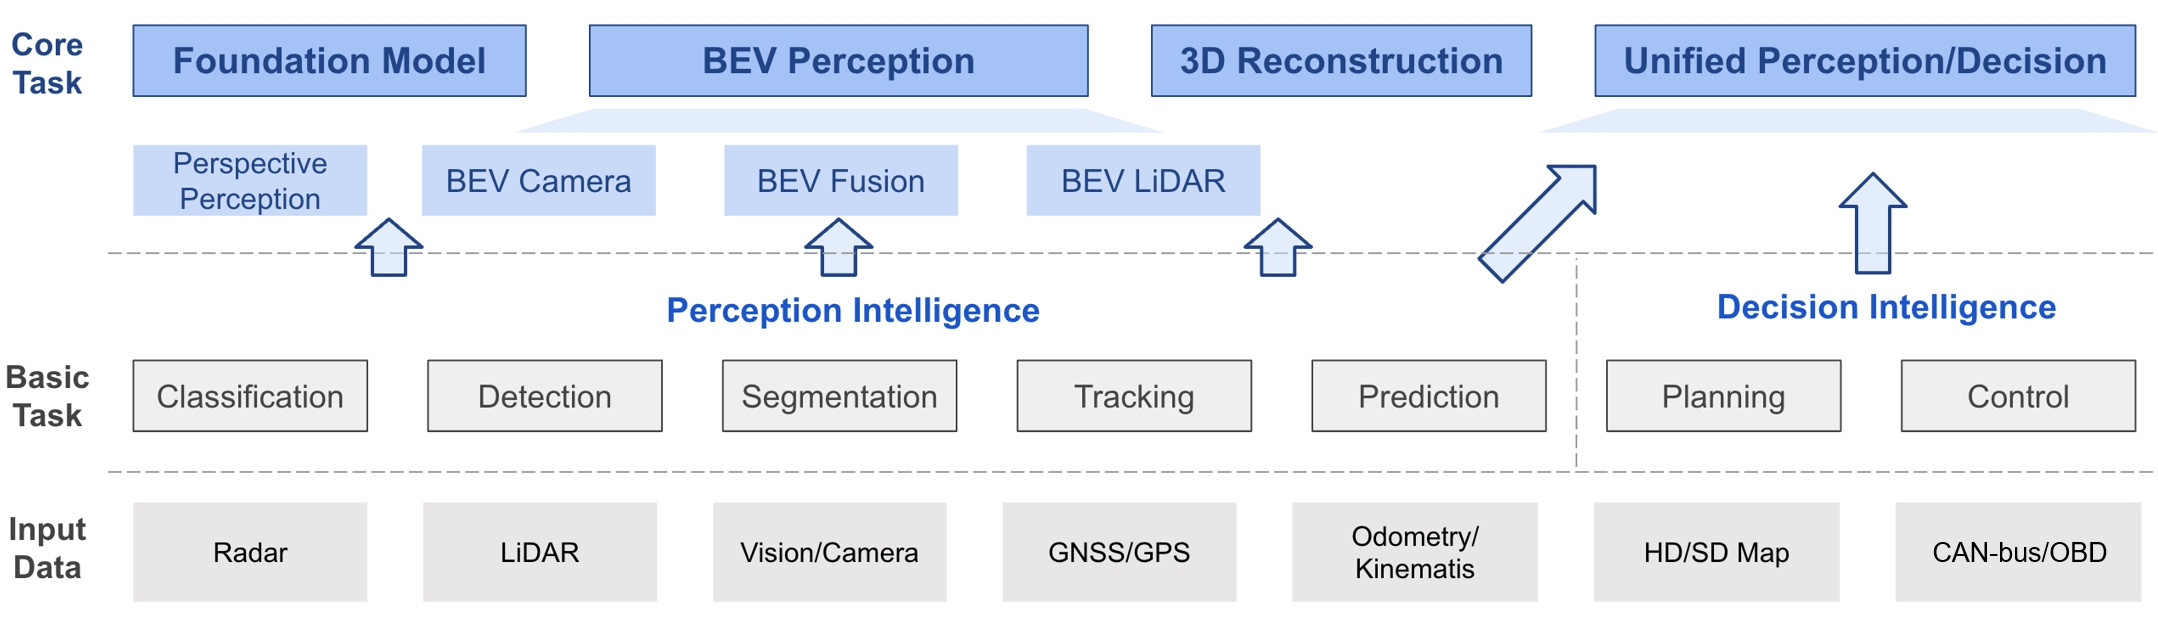 Core
Task
Foundation Model
BEV Perception
3D Reconstruction
Unified Perception/Decision
Perspective
Perception
BEV Camera
BEV Fusion
BEV LiDAR
Perception Intelligence
Decision Intelligence
Basic
Task
Classification
Detection
Segmentation
Tracking
Prediction
Planning
Control
Input
Data
Radar
LiDAR
Vision/Camera
GNSS/GPS
Odometry/
Kinematis
HD/SD Map
CAN-bus/OBD